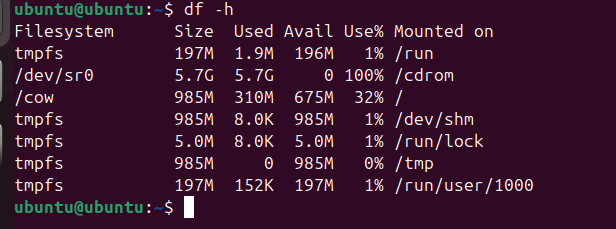 ubuntu@ubuntu:~$ df -h
Filesystem Size Used Avail Use% Mounted on
tmpfs 197M 1.9M 196M 1% /run
/dev/sr0 5.7G 5.7G 0 100% /cdrom
/cow 985M 310M 675M 32% /
tmpfs 985M 8.0K 985M 1% /dev/shm
tmpfs 5.0M 8.0K 5.0M 1% /run/lock
tmpfs 985M 0 985M 0% /tmp
tmpfs 197M 152K 197M 1% /run/user/1000
ubuntu@ubuntu:~$